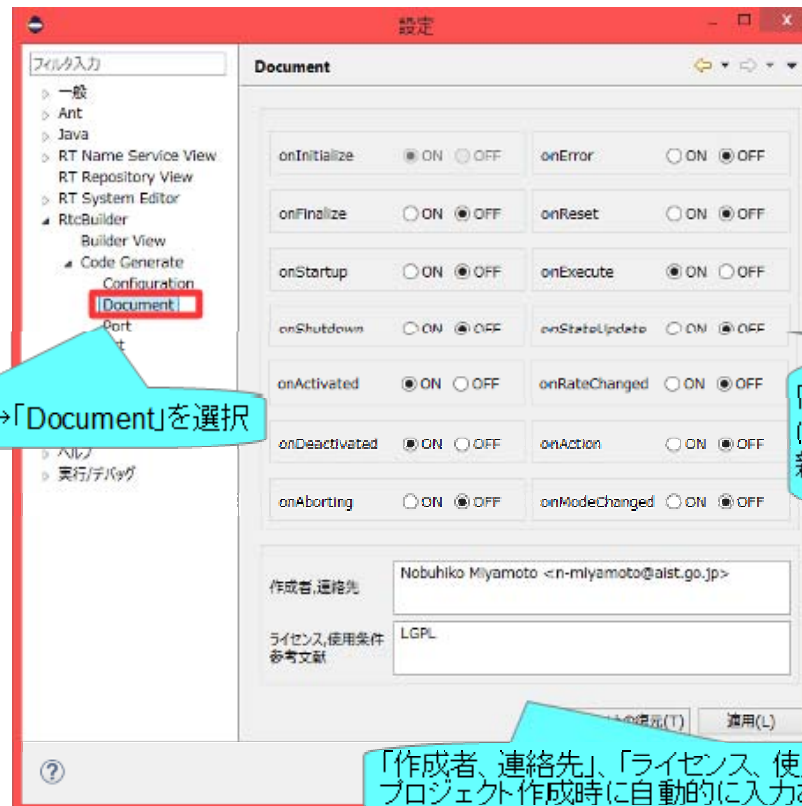 設定
フィルタ入力
Document
一般
Ant
Java
RT Name Service View
RT Repository View
RT System Editor
RtcBuilder
Builder View
Code Generate
Configuration
Document
Port
→「Document」を選択
ヘルプ
実行/デバッグ
onInitialize ON OFF onError ON OFF
onFinalize ON OFF onReset ON OFF
onStartup ON OFF onExecute ON OFF
onShutdown ON OFF onStateUpdate ON OFF
onActivated ON OFF onRateChanged ON OFF
onDeactivated ON OFF onAction ON OFF
onAborting ON OFF onModeChanged ON OFF
作成者,連絡先 Nobuhiko Miyamoto <n-miyamoto@aist.go.jp>
ライセンス,使用条件 LGPL
参考文献
の復元(T) 適用(L)
「作成者、連絡先」、「ライセンス、使
プロジェクト作成時に自動的に入力